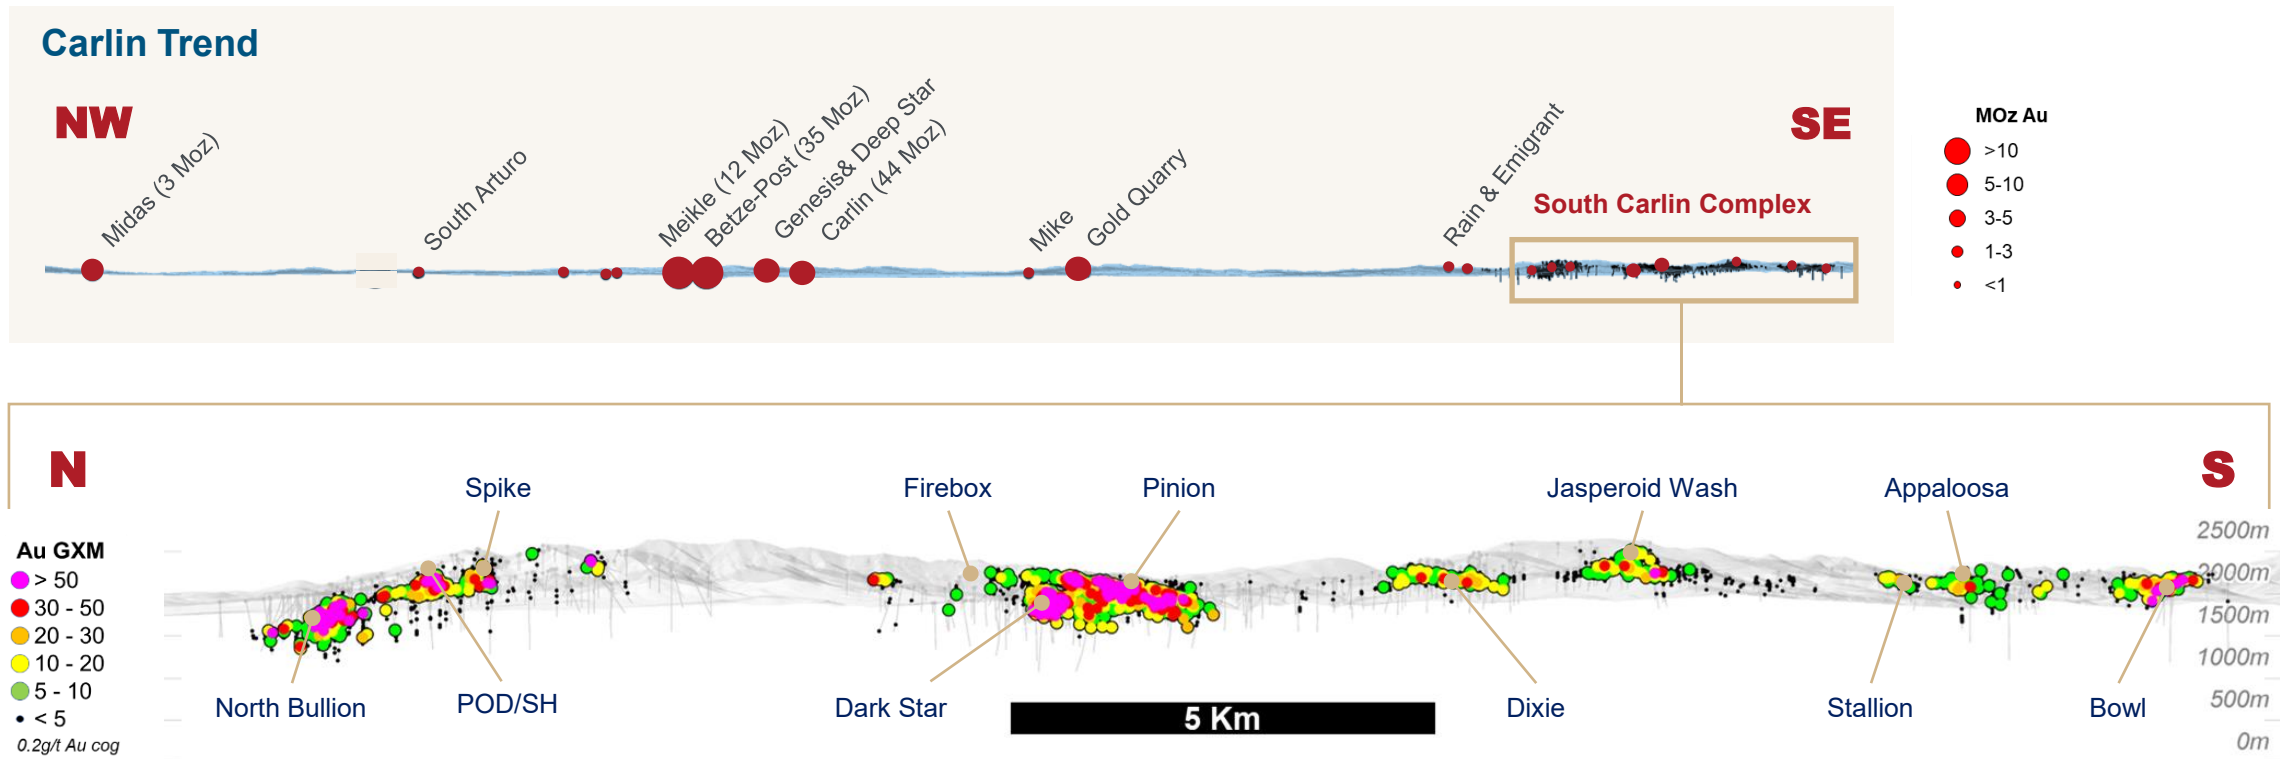 Carlin Trend
NW
SE
Midas (3 Moz)
South Arturo
Meikle (12 Moz)
Betze-Post (35 Moz)
Genesis& Deep Star
Carlin (44 Moz)
Mike
Gold Quarry
Rain & Emigrant
South Carlin Complex
MOz Au
>10
5-10
3-5
1-3
<1
N
S
Spike
Firebox
Pinion
Jasperoid Wash
Appaloosa
Au GXM
> 50
30 - 50
20 - 30
10 - 20
5 - 10
< 5
0.2g/t Au cog
2500m
2000m
1500m
1000m
500m
0m
North Bullion
POD/SH
Dark Star
5 Km
Dixie
Stallion
Bowl